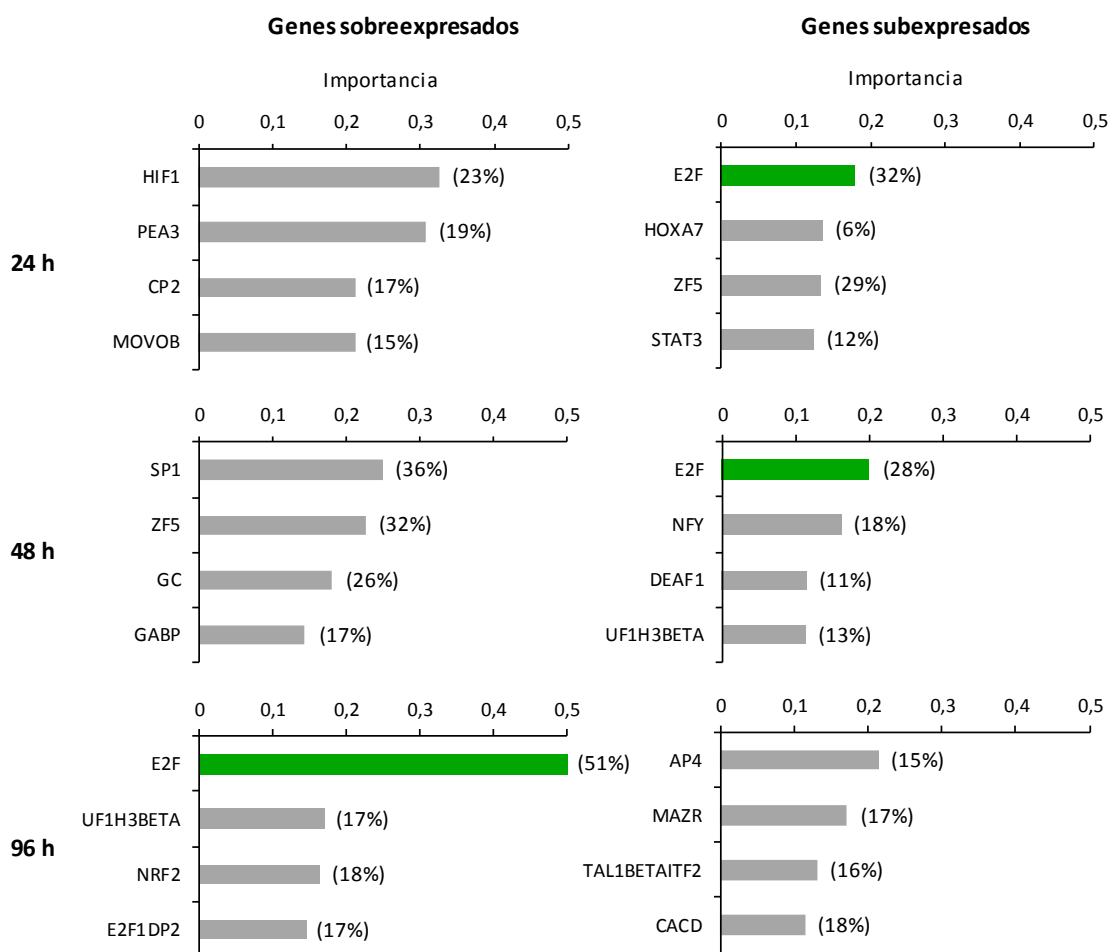 Genes sobreexpresados
Genes subexpresados
Importancia
Importancia
0 0,1 0,2 0,3 0,4 0,5
0 0,1 0,2 0,3 0,4 0,5
24 h
HIF1 (23%)
PEA3 (19%)
CP2 (17%)
MOVOB (15%)
E2F (32%)
HOXA7 (6%)
ZF5 (29%)
STAT3 (12%)
0 0,1 0,2 0,3 0,4 0,5
0 0,1 0,2 0,3 0,4 0,5
48 h
SP1 (36%)
ZF5 (32%)
GC (26%)
GABP (17%)
E2F (28%)
NFY (18%)
DEAF1 (11%)
UF1H3BETA (13%)
0 0,1 0,2 0,3 0,4 0,5
0 0,1 0,2 0,3 0,4 0,5
96 h
E2F (51%)
UF1H3BETA (17%)
NRF2 (18%)
E2F1DP2 (17%)
AP4 (15%)
MAZR (17%)
TAL1BETAITF2 (16%)
CACD (18%)